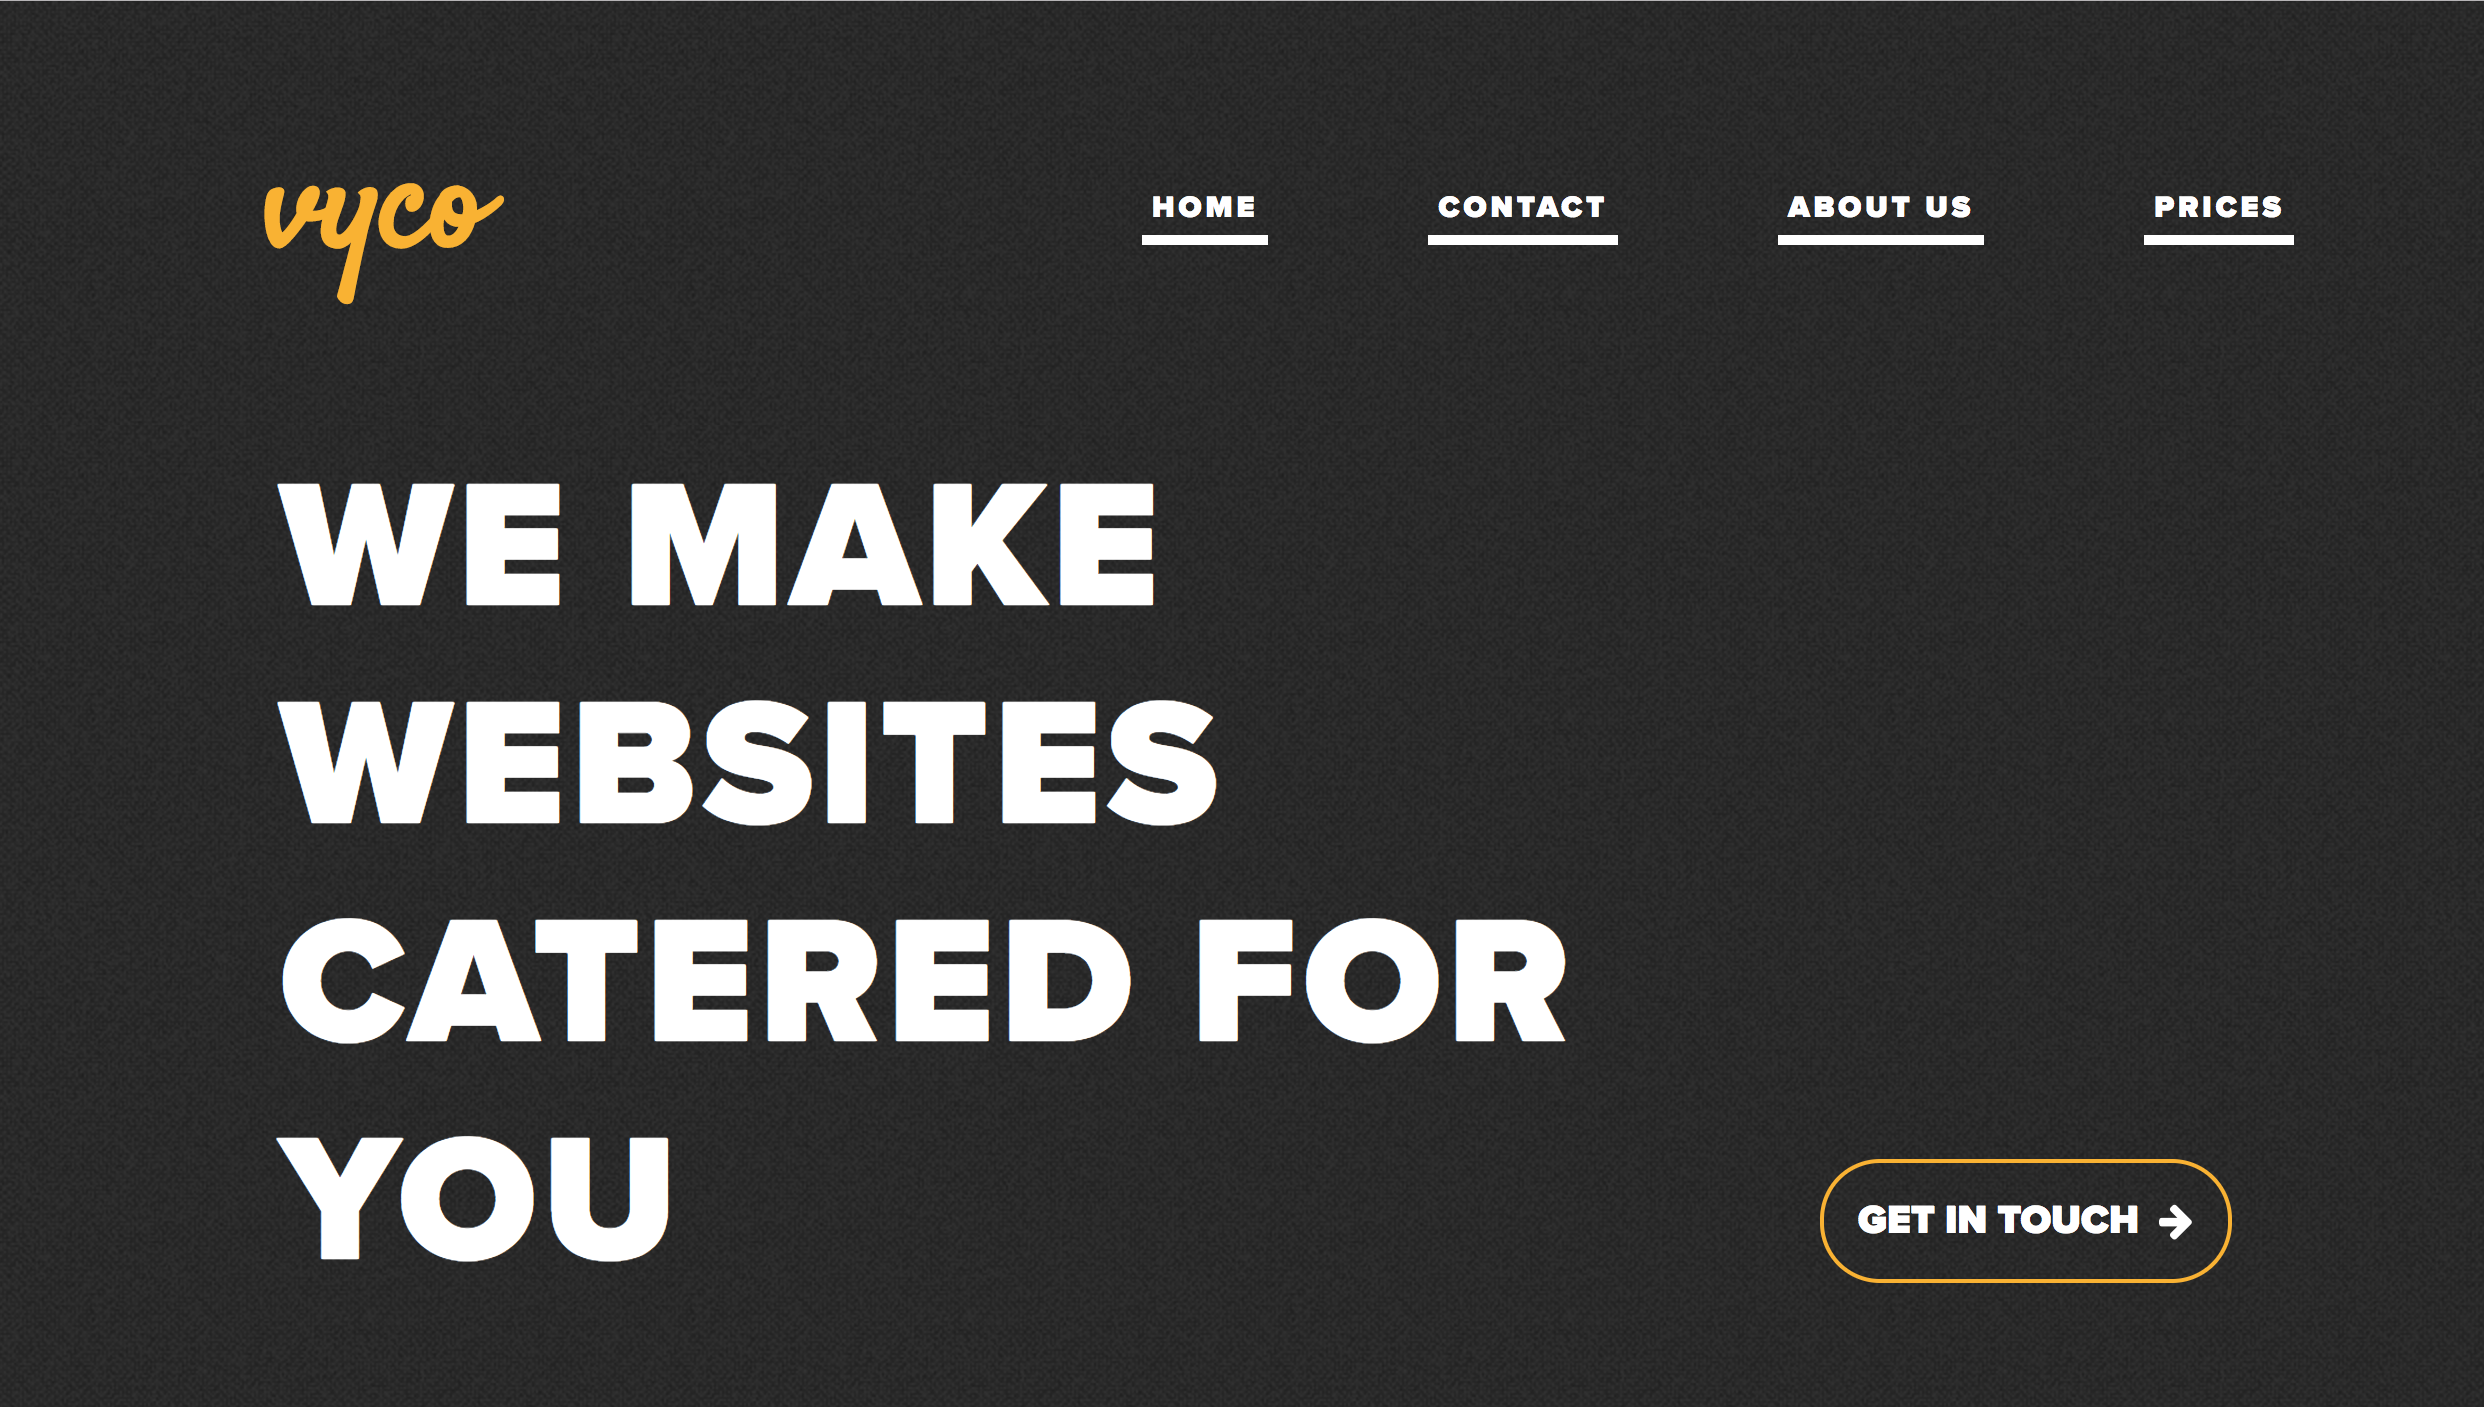 vyco
HOME CONTACT ABOUT US PRICES
WE MAKE
WEBSITES
CATERED FOR
YOU
GET IN TOUCH